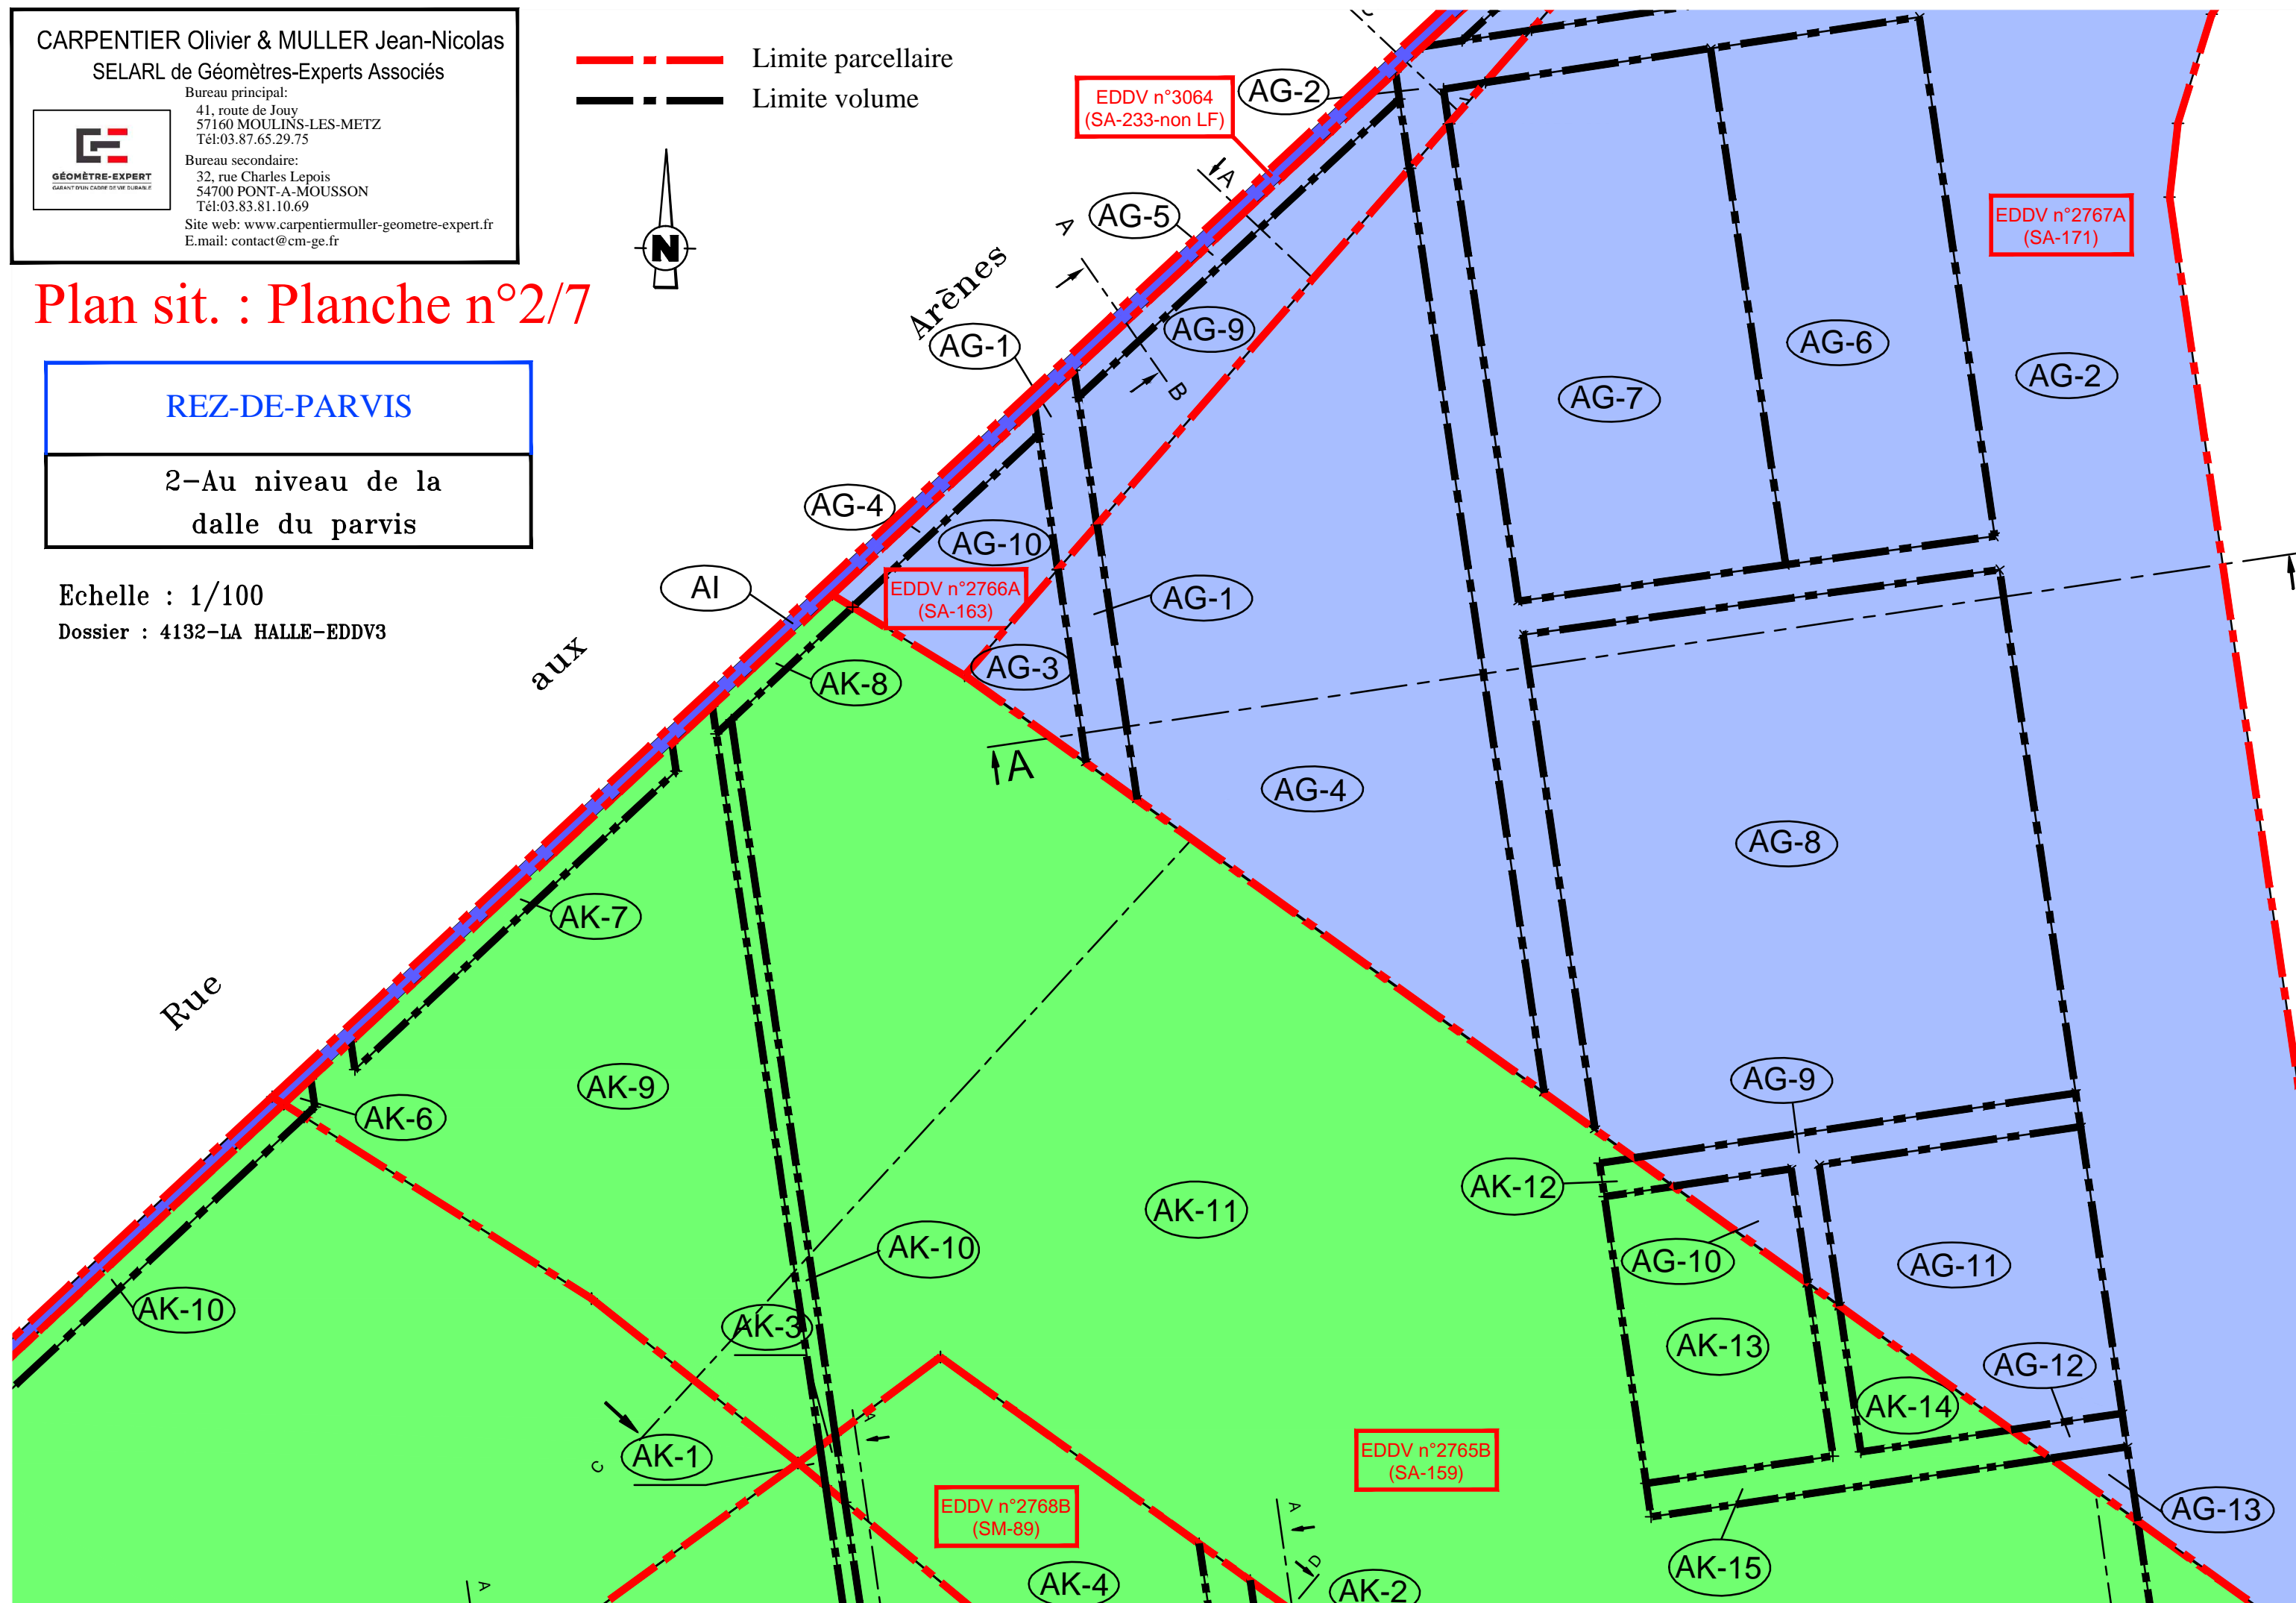 CARPENTIER Olivier & MULLER Jean-Nicolas
SELARL de Géomètres-Experts Associés
Bureau principal:
41, route de Jouy
57160 MOULINS-LES-METZ
Tél:03.87.65.29.75
Bureau secondaire:
32, rue Charles Lepois
54700 PONT-A-MOUSSON
Tél:03.83.81.10.69
Site web: www.carpentiermuller-geometre-expert.fr
E.mail: contact@cm-ge.fr
GÉOMÈTRE-EXPERT
GARANT D'UN CADRE DE VIE DURABLE
Limite parcellaire
Limite volume
N
Plan sit. : Planche n°2/7
REZ-DE-PARVIS
2-Au niveau de la
dalle du parvis
Echelle : 1/100
Dossier : 4132-LA HALLE-EDDV3
EDDV n°3064
(SA-233-non LF)
AG-2
A
AG-5
A
EDDV n°2767A
(SA-171)
Arènes
AG-1
AG-9
B
AG-6
AG-7
AG-2
AG-4
AG-10
AI
EDDV n°2766A
(SA-163)
AG-1
aux
AG-3
AK-8
A
AG-4
AG-8
AK-7
Rue
AK-9
AG-9
AK-6
AK-12
AK-11
AK-10
AG-10
AG-11
AK-10
AK-3
AK-13
AG-12
AK-14
A
AK-1
C
EDDV n°2765B
(SA-159)
EDDV n°2768B
(SM-89)
A
AG-13
D
AK-15
A
AK-4
AK-2